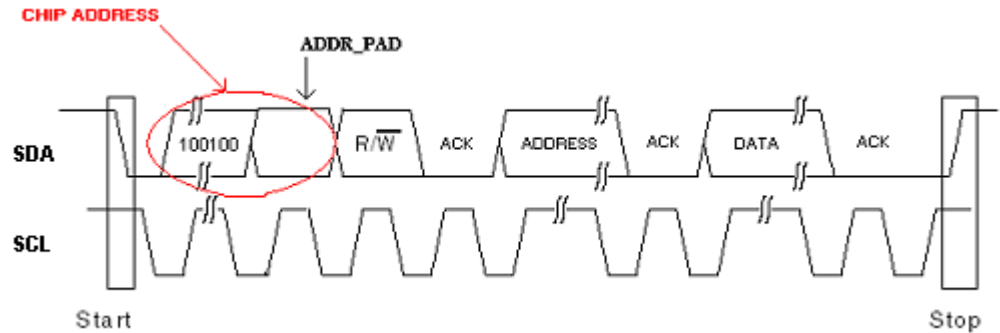 CHIP ADDRESS
ADDR_PAD
SDA
100100
R/W̅
ACK
ADDRESS
ACK
DATA
ACK
SCL
Start
Stop